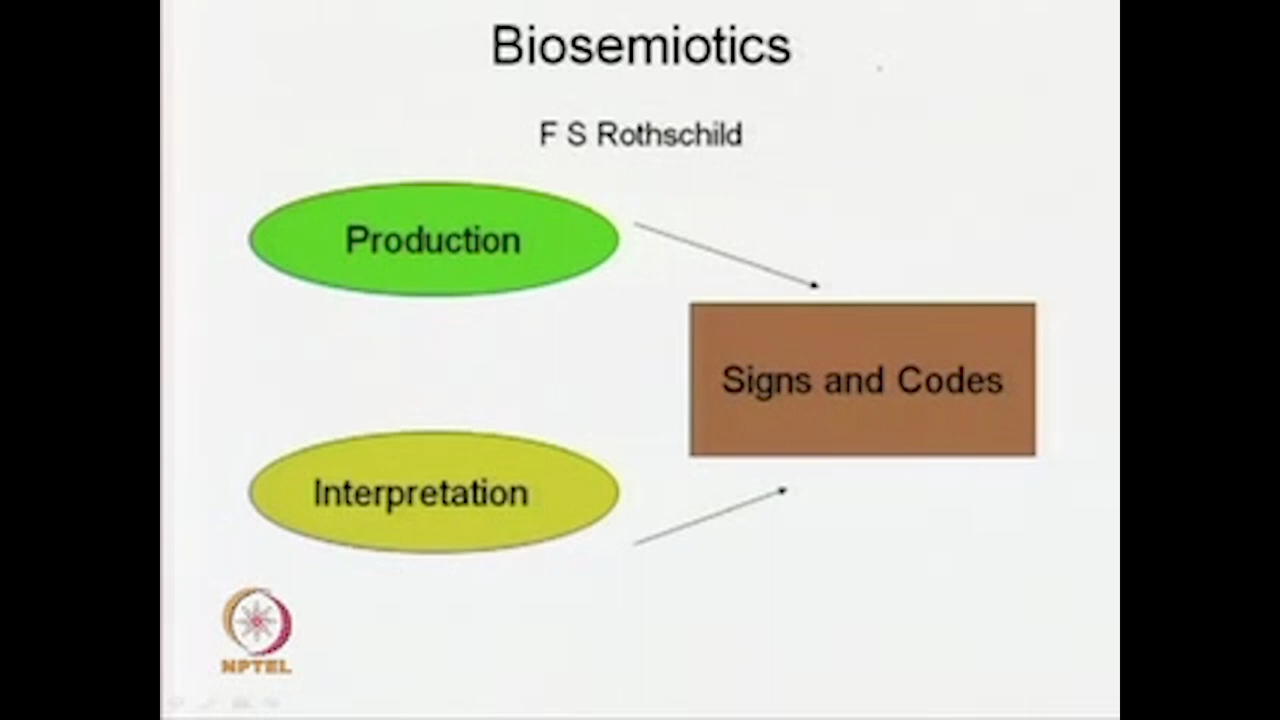 Biosemiotics
F S Rothschild
Production
Signs and Codes
Interpretation
NPTEL